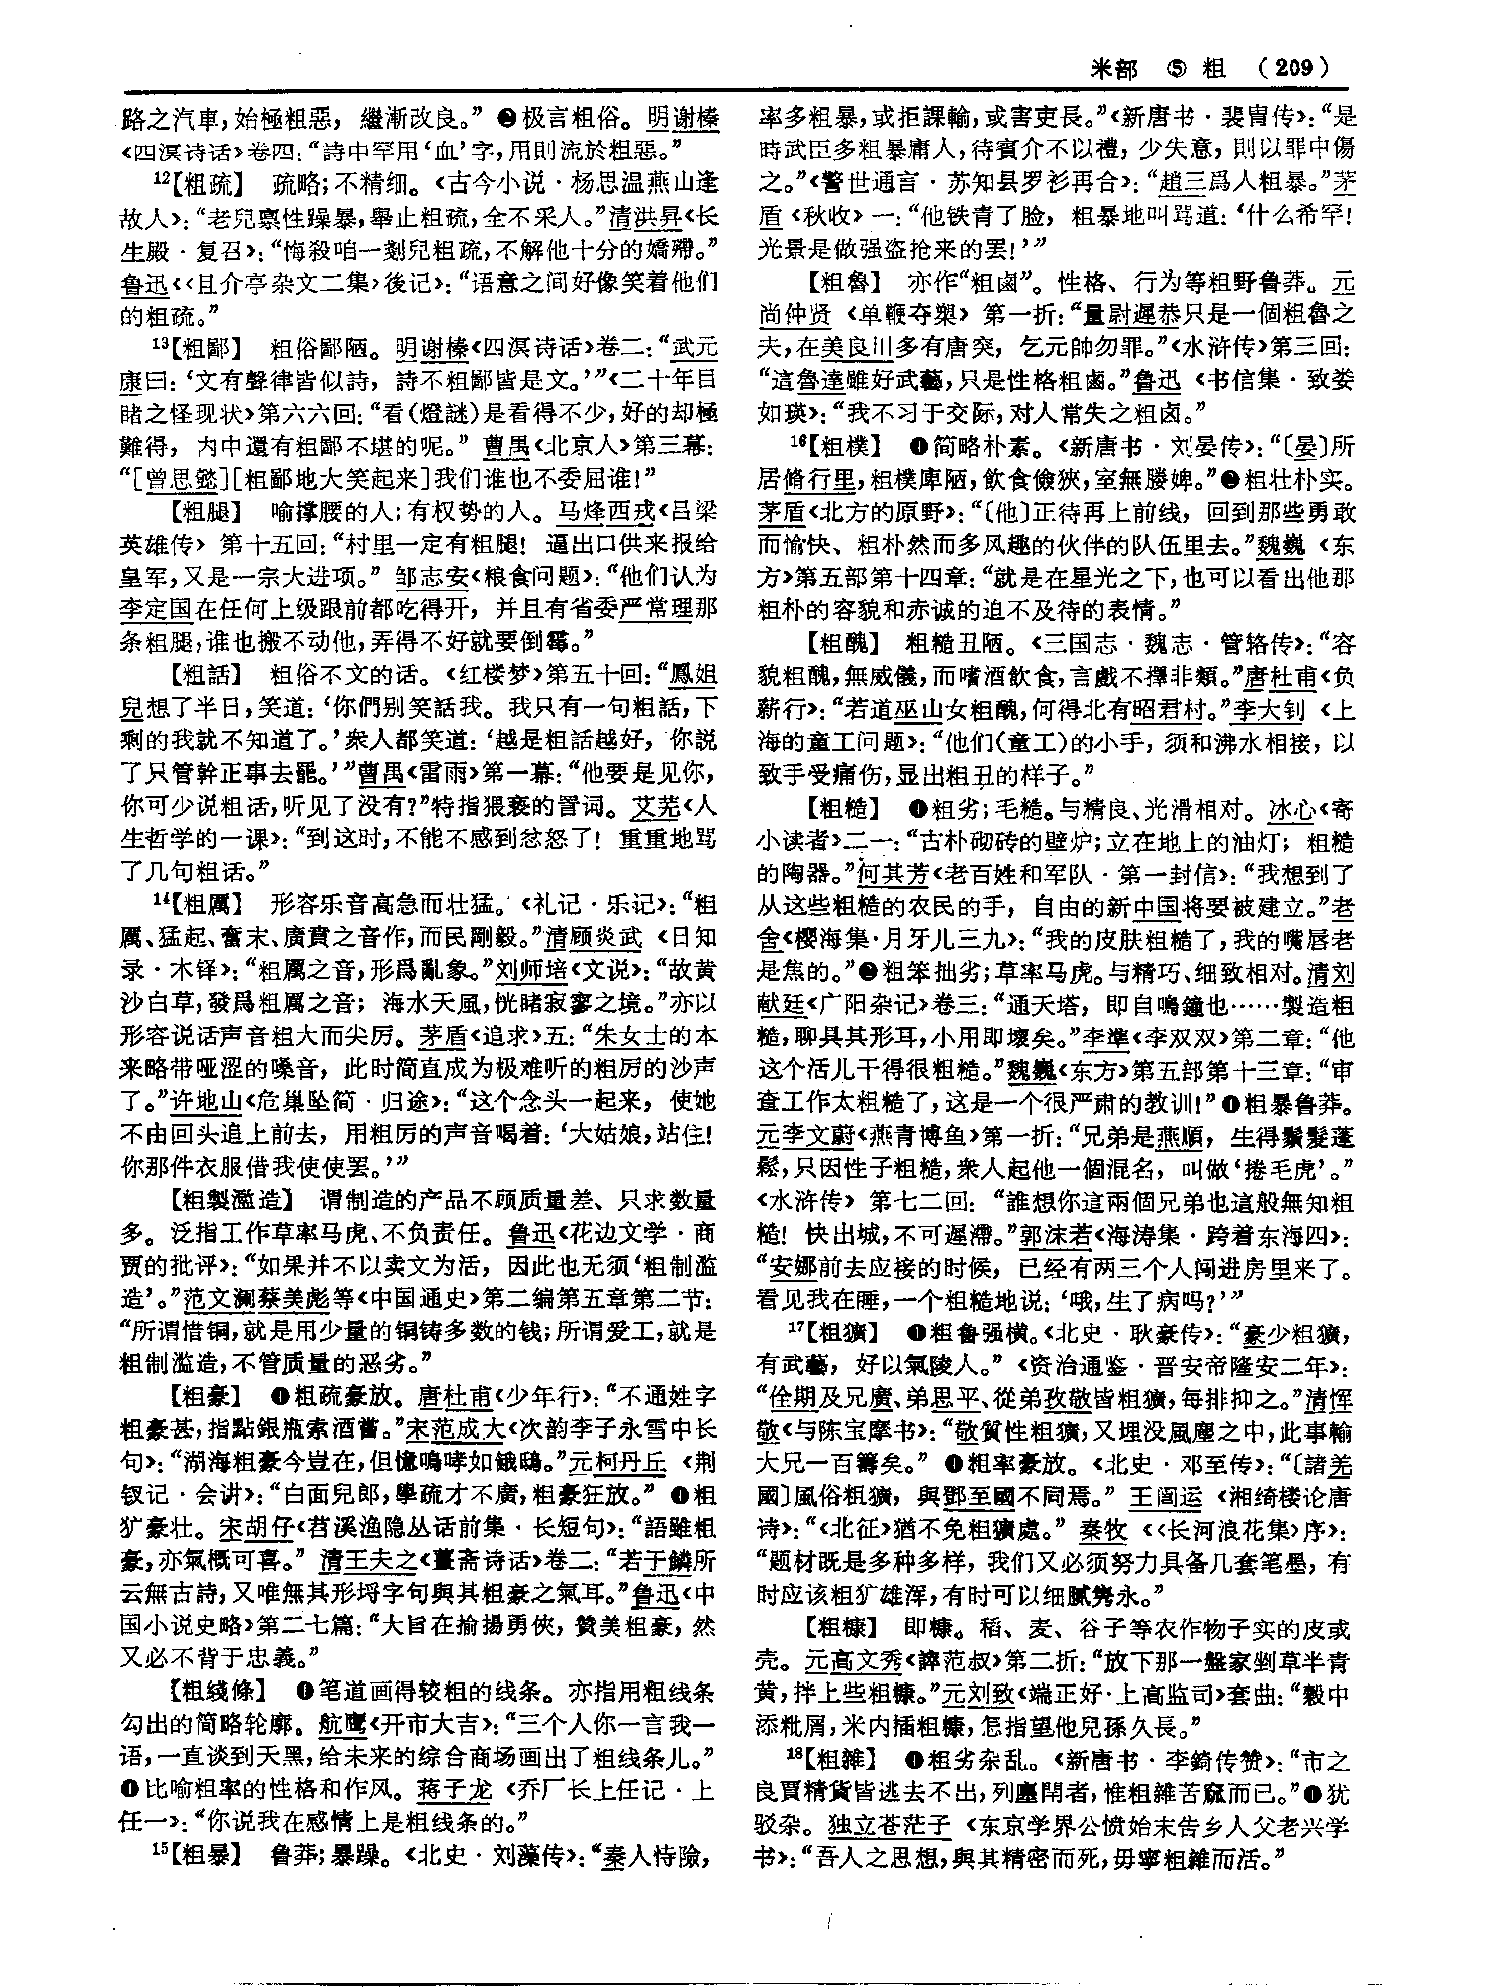 米部 ⑤ 粗 (209)
路之汽車,始極粗惡,繼漸改良。” ❷极言粗俗。明谢榛
《四溟诗话》卷四:“詩中罕用‘血’字,用則流於粗惡。”
12【粗疏】 疏略;不精细。《古今小说·杨思温燕山逢
故人》:“老兒禀性躁暴,舉止粗疏,全不采人。”清洪昇《长
生殿·复召》:“悔殺咱一剗兒粗疏,不解他十分的嬌殢。”
鲁迅《〈且介亭杂文二集〉後记》:“语意之间好像笑着他们
的粗疏。”
13【粗鄙】 粗俗鄙陋。明谢榛《四溟诗话》卷二:“武元
康曰:‘文有聲律皆似詩,詩不粗鄙皆是文。’”《二十年目
睹之怪现状》第六六回:“看(燈謎)是看得不少,好的却極
難得,内中還有粗鄙不堪的呢。” 曹禺《北京人》第三幕:
“[曾思懿][粗鄙地大笑起来]我们谁也不委屈谁!”
【粗腿】 喻撑腰的人;有权势的人。马烽西戎《吕梁
英雄传》 第十五回:“村里一定有粗腿! 逼出口供来报给
皇军,又是一宗大进项。” 邹志安《粮食问题》:“他们认为
李定国在任何上级跟前都吃得开,并且有省委严常理那
条粗腿,谁也搬不动他,弄得不好就要倒霉。”
【粗話】 粗俗不文的话。《红楼梦》第五十回:“鳳姐
兒想了半日,笑道:‘你們别笑話我。我只有一句粗話,下
剩的我就不知道了。’衆人都笑道:‘越是粗話越好,你説
了只管幹正事去罷。’”曹禺《雷雨》第一幕:“他要是见你,
你可少说粗话,听见了没有?”特指猥亵的詈词。艾芜《人
生哲学的一课》:“到这时,不能不感到忿怒了! 重重地骂
了几句粗话。”
14【粗厲】 形容乐音高急而壮猛。《礼记·乐记》:“粗
厲、猛起、奮末、廣賁之音作,而民剛毅。”清顾炎武 《日知
录·木铎》:“粗厲之音,形爲亂象。”刘师培《文说》:“故黄
沙白草,發爲粗厲之音; 海水天風,恍睹寂寥之境。”亦以
形容说话声音粗大而尖厉。茅盾《追求》五:“朱女士的本
来略带哑涩的嗓音,此时简直成为极难听的粗厉的沙声
了。”许地山《危巢坠简·归途》:“这个念头一起来,使她
不由回头追上前去,用粗厉的声音喝着:‘大姑娘,站住!
你那件衣服借我使使罢。’”
【粗製濫造】 谓制造的产品不顾质量差、只求数量
多。泛指工作草率马虎、不负责任。鲁迅《花边文学·商
贾的批评》:“如果并不以卖文为活,因此也无须‘粗制滥
造’。”范文澜蔡美彪等《中国通史》第二编第五章第二节:
“所谓惜铜,就是用少量的铜铸多数的钱;所谓爱工,就是
粗制滥造,不管质量的恶劣。”
【粗豪】 ❶粗疏豪放。唐杜甫《少年行》:“不通姓字
粗豪甚,指點銀瓶索酒嘗。”宋范成大《次韵李子永雪中长
句》:“湖海粗豪今豈在,但憶鳴哮如餓鴟。”元柯丹丘 《荆
钗记·会讲》:“白面兒郎,學疏才不廣,粗豪狂放。” ❷粗
犷豪壮。宋胡仔《苕溪渔隐丛话前集·长短句》:“語雖粗
豪,亦氣概可喜。” 清王夫之《薑斋诗话》卷二:“若于鱗所
云無古詩,又唯無其形埒字句與其粗豪之氣耳。”鲁迅《中
国小说史略》第二七篇:“大旨在揄揚勇俠,贊美粗豪,然
又必不背于忠義。”
【粗綫條】 ❶笔道画得较粗的线条。亦指用粗线条
勾出的简略轮廓。航鹰《开市大吉》:“三个人你一言我一
语,一直谈到天黑,给未来的综合商场画出了粗线条儿。”
❷比喻粗率的性格和作风。蒋子龙 《乔厂长上任记·上
任一》:“你说我在感情上是粗线条的。”
15【粗暴】 鲁莽;暴躁。《北史·刘藻传》:“秦人恃險,
率多粗暴,或拒課輸,或害吏長。”《新唐书·裴胄传》:“是
時武臣多粗暴庸人,待賓介不以禮,少失意,則以罪中傷
之。”《警世通言·苏知县罗衫再合》:“趙三爲人粗暴。”茅
盾《秋收》 一:“他铁青了脸,粗暴地叫骂道:‘什么希罕!
光景是做强盗抢来的罢!’”
【粗魯】 亦作“粗鹵”。性格、行为等粗野鲁莽。元
尚仲贤 《单鞭夺槊》 第一折:“量尉遲恭只是一個粗魯之
夫,在美良川多有唐突,乞元帥勿罪。”《水浒传》第三回:
“這魯達雖好武藝,只是性格粗鹵。”鲁迅 《书信集·致娄
如瑛》:“我不习于交际,对人常失之粗卤。”
16【粗樸】 ❶简略朴素。《新唐书·刘晏传》:“〔晏〕所
居脩行里,粗樸庳陋,飲食儉狹,室無媵婢。”❷粗壮朴实。
茅盾《北方的原野》:“〔他〕正待再上前线,回到那些勇敢
而愉快、粗朴然而多风趣的伙伴的队伍里去。”魏巍 《东
方》第五部第十四章:“就是在星光之下,也可以看出他那
粗朴的容貌和赤诚的迫不及待的表情。”
【粗醜】 粗糙丑陋。《三国志·魏志·管辂传》:“容
貌粗醜,無威儀,而嗜酒飲食,言戲不擇非類。”唐杜甫《负
薪行》:“若道巫山女粗醜,何得北有昭君村。”李大钊 《上
海的童工问题》:“他们(童工)的小手,须和沸水相接,以
致手受痛伤,显出粗丑的样子。”
【粗糙】 ❶粗劣;毛糙。与精良、光滑相对。冰心《寄
小读者》二一:“古朴砌砖的壁炉;立在地上的油灯; 粗糙
的陶器。”何其芳《老百姓和军队·第一封信》:“我想到了
从这些粗糙的农民的手,自由的新中国将要被建立。”老
舍《樱海集·月牙儿三九》:“我的皮肤粗糙了,我的嘴唇老
是焦的。”❷粗笨拙劣;草率马虎。与精巧、细致相对。清刘
献廷《广阳杂记》卷三:“通天塔,即自鳴鐘也……製造粗
糙,聊具其形耳,小用即壞矣。”李準《李双双》第二章:“他
这个活儿干得很粗糙。”魏巍《东方》第五部第十三章:“审
查工作太粗糙了,这是一个很严肃的教训!”❸粗暴鲁莽。
元李文蔚《燕青博鱼》第一折:“兄弟是燕順,生得鬅髮蓬
鬆,只因性子粗糙,衆人起他一個混名,叫做‘捲毛虎’。”
《水浒传》 第七二回:“誰想你這兩個兄弟也這般無知粗
糙! 快出城,不可遲滯。”郭沫若《海涛集·跨着东海四》:
“安娜前去应接的时候,已经有两三个人闯进房里来了。
看见我在睡,一个粗糙地说:‘哦,生了病吗?’”
17【粗獷】 ❶粗鲁强横。《北史·耿豪传》:“豪少粗獷,
有武藝,好以氣陵人。” 《资治通鉴·晋安帝隆安二年》:
“佺期及兄廣、弟思平、從弟孜敬皆粗獷,每排抑之。”清恽
敬《与陈宝摩书》:“敬質性粗獷,又埋没風塵之中,此事輸
大兄一百籌矣。” ❷粗率豪放。《北史·邓至传》:“〔諸羌
國〕風俗粗獷,與鄧至國不同焉。” 王闿运 《湘绮楼论唐
诗》:“《北征》猶不免粗獷處。” 秦牧 《〈长河浪花集〉序》:
“题材既是多种多样,我们又必须努力具备几套笔墨,有
时应该粗犷雄浑,有时可以细腻隽永。”
【粗糠】 即糠。稻、麦、谷子等农作物子实的皮或
壳。元高文秀《誶范叔》第二折:“放下那一盤家剉草半青
黄,拌上些粗糠。”元刘致《端正好·上高监司》套曲:“榖中
添粃屑,米内插粗糠,怎指望他兒孫久長。”
18【粗雜】 ❶粗劣杂乱。《新唐书·李錡传赞》:“市之
良賈精貨皆逃去不出,列廛閈者,惟粗雜苦窳而已。”❷犹
驳杂。独立苍茫子 《东京学界公愤始末告乡人父老兴学
书》:“吾人之思想,與其精密而死,毋寧粗雜而活。”